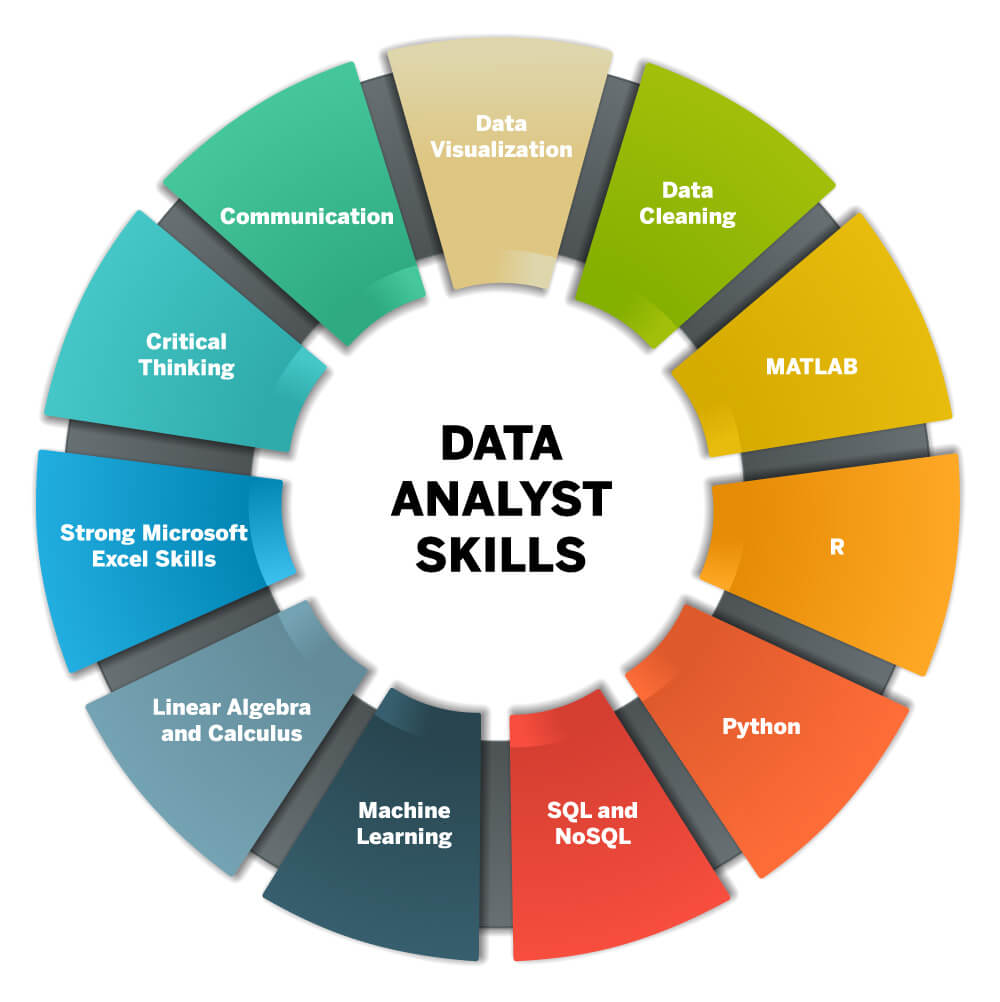 DATA
ANALYST
SKILLS
Data
Visualization
Data
Cleaning
MATLAB
R
Python
SQL and
NoSQL
Machine
Learning
Linear Algebra
and Calculus
Strong Microsoft
Excel Skills
Critical
Thinking
Communication